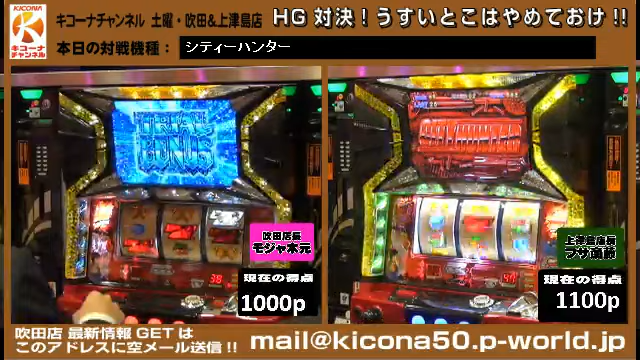 KICONA
キコーナ
チャンネル
キコーナチャンネル 土曜・吹田&上津島店
HG対決!うすいとこはやめておけ!!
本日の対戦機種: シティーハンター
TRIAL
BONUS
吹田店長
モジャ木元
現在の得点
1000p
38
上津島店長
現在の得点
1100p
吹田店 最新情報GETは
このアドレスに空メール送信!!
mail@kicona50.p-world.jp